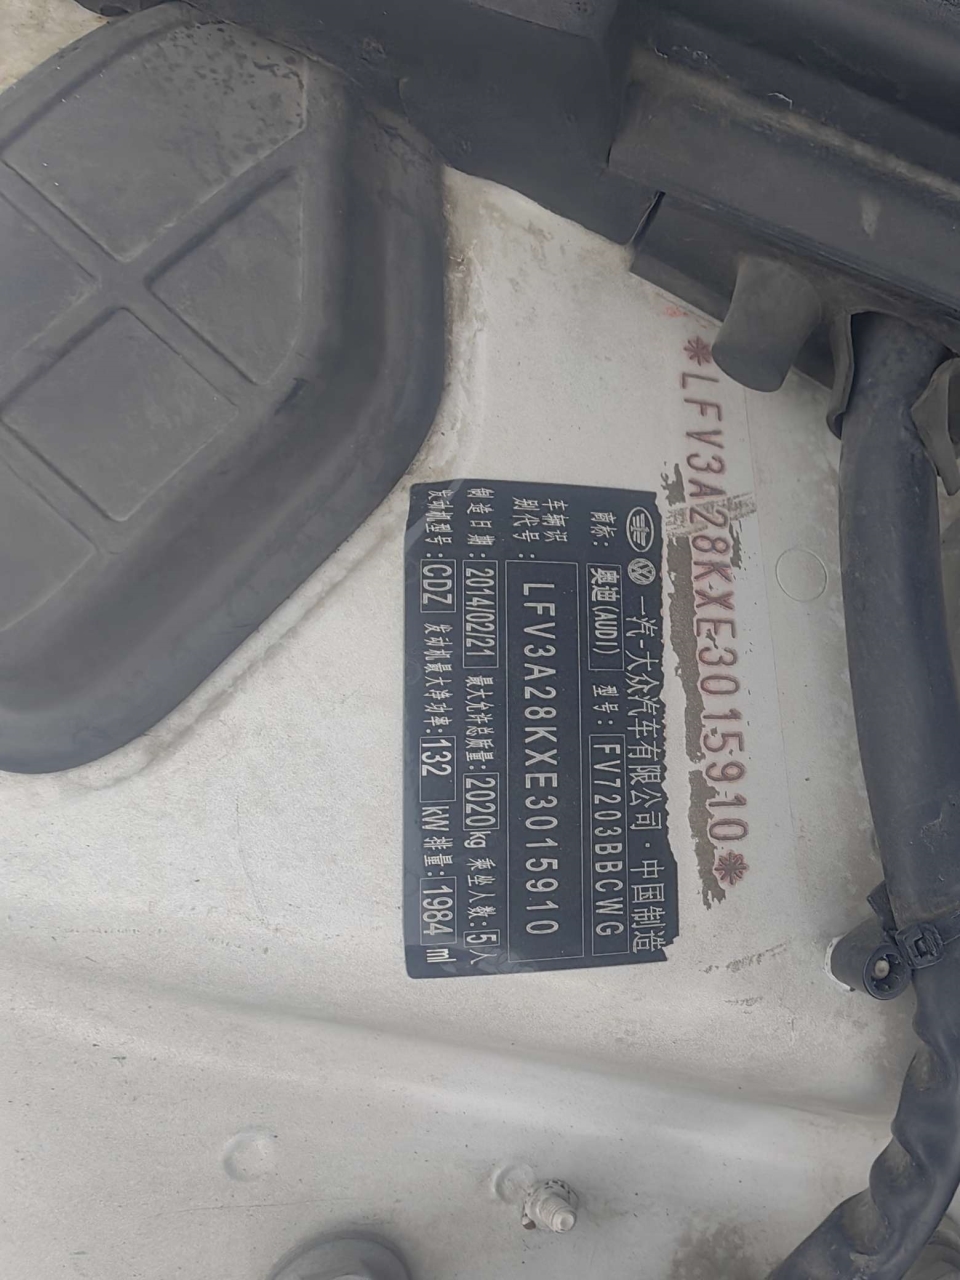 *LFV3A28KXE3015910*
一汽-大众汽车有限公司·中国制造
商标: 奥迪(AUDI) 型号: FV7203BBCWG
车辆识
别代号: LFV3A28KXE3015910
制造日期: 2014/02/21 最大允许总质量: 2020kg 乘坐人数: 5人
发动机型号: CDZ 发动机最大净功率: 132 kW 排量: 1984 ml